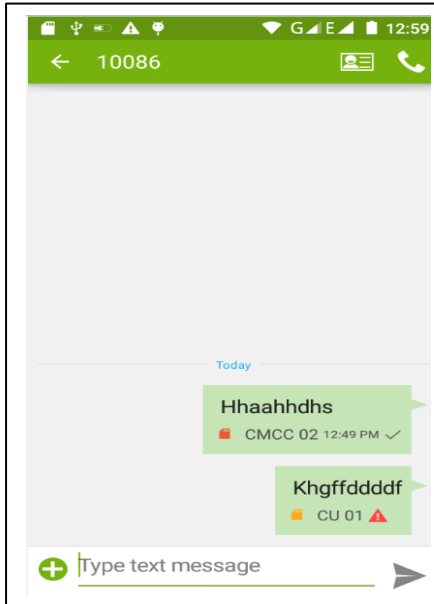 G E 12:59
10086
Today
Hhaahhdhs
CMCC 02 12:49 PM
Khgffddddf
CU 01
Type text message